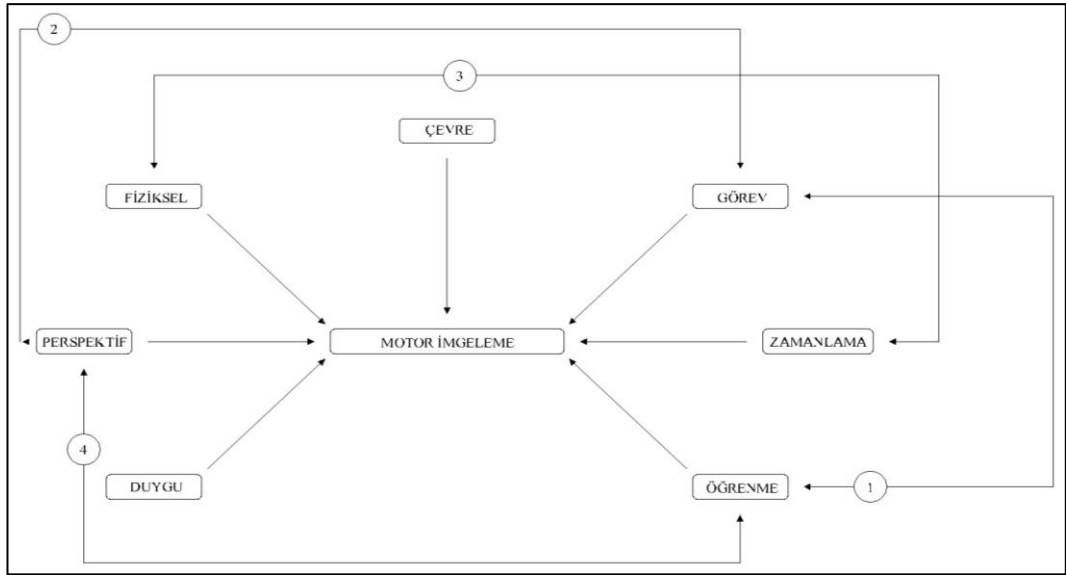 2
3
ÇEVRE
FİZİKSEL
GÖREV
PERSPEKTİF
MOTOR İMGELEME
ZAMANLAMA
4
DUYGU
ÖĞRENME
1